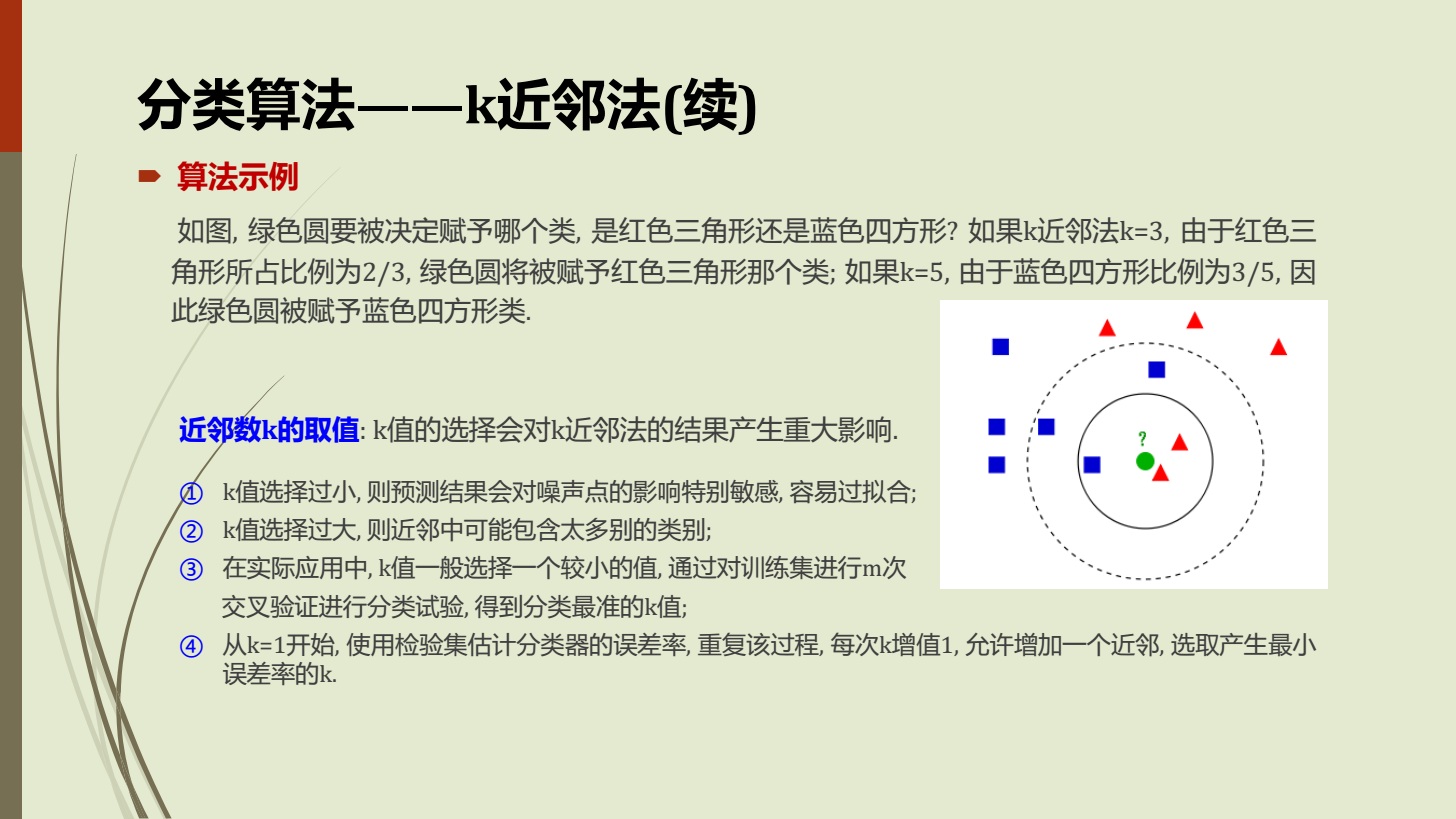 分类算法——k近邻法(续)
算法示例
如图, 绿色圆要被决定赋予哪个类, 是红色三角形还是蓝色四方形? 如果k近邻法k=3, 由于红色三
角形所占比例为2/3, 绿色圆将被赋予红色三角形那个类; 如果k=5, 由于蓝色四方形比例为3/5, 因
此绿色圆被赋予蓝色四方形类.
近邻数k的取值: k值的选择会对k近邻法的结果产生重大影响.
① k值选择过小, 则预测结果会对噪声点的影响特别敏感, 容易过拟合;
② k值选择过大, 则近邻中可能包含太多别的类别;
③ 在实际应用中, k值一般选择一个较小的值, 通过对训练集进行m次
交叉验证进行分类试验, 得到分类最准的k值;
④ 从k=1开始, 使用检验集估计分类器的误差率, 重复该过程, 每次k增值1, 允许增加一个近邻, 选取产生最小
误差率的k.
?